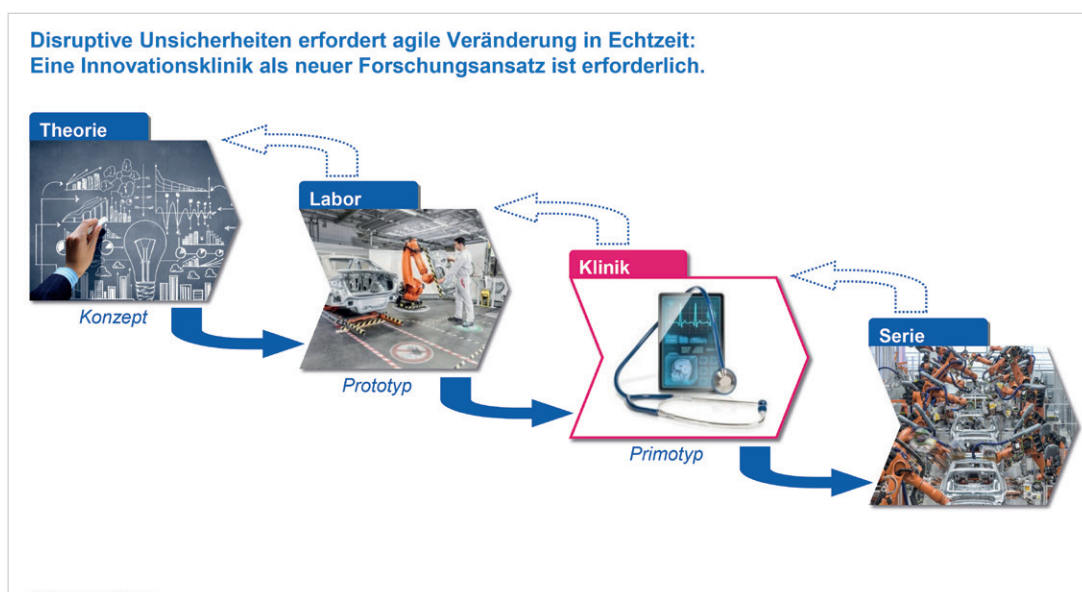 Disruptive Unsicherheiten erfordert agile Veränderung in Echtzeit:
Eine Innovationsklinik als neuer Forschungsansatz ist erforderlich.
Theorie
Konzept
Labor
Prototyp
Klinik
Primotyp
Serie